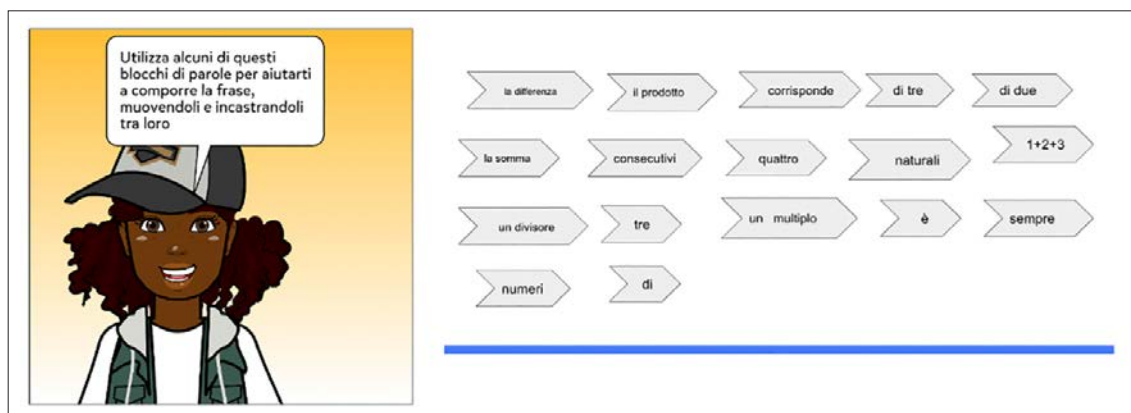 Utilizza alcuni di questi
blocchi di parole per aiutarti
a comporre la frase,
muovendoli e incastrandoli
tra loro
la differenza
il prodotto
corrisponde
di tre
di due
la somma
consecutivi
quattro
naturali
1+2+3
un divisore
tre
un multiplo
è
sempre
numeri
di